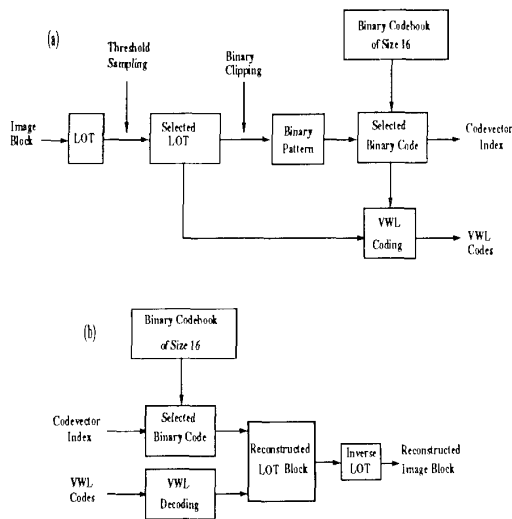 (a)
Binary Codebook
of Size 16
Threshold
Sampling
Binary
Clipping
Image
Block
LOT
Selected
LOT
Binary
Pattern
Selected
Binary Code
Codevector
Index
VWL
Coding
VWL
Codes
(b)
Binary Codebook
of Size 16
Codevector
Index
Selected
Binary Code
Reconstructed
LOT Block
Inverse
LOT
Reconstructed
Image Block
VWL
Codes
VWL
Decoding